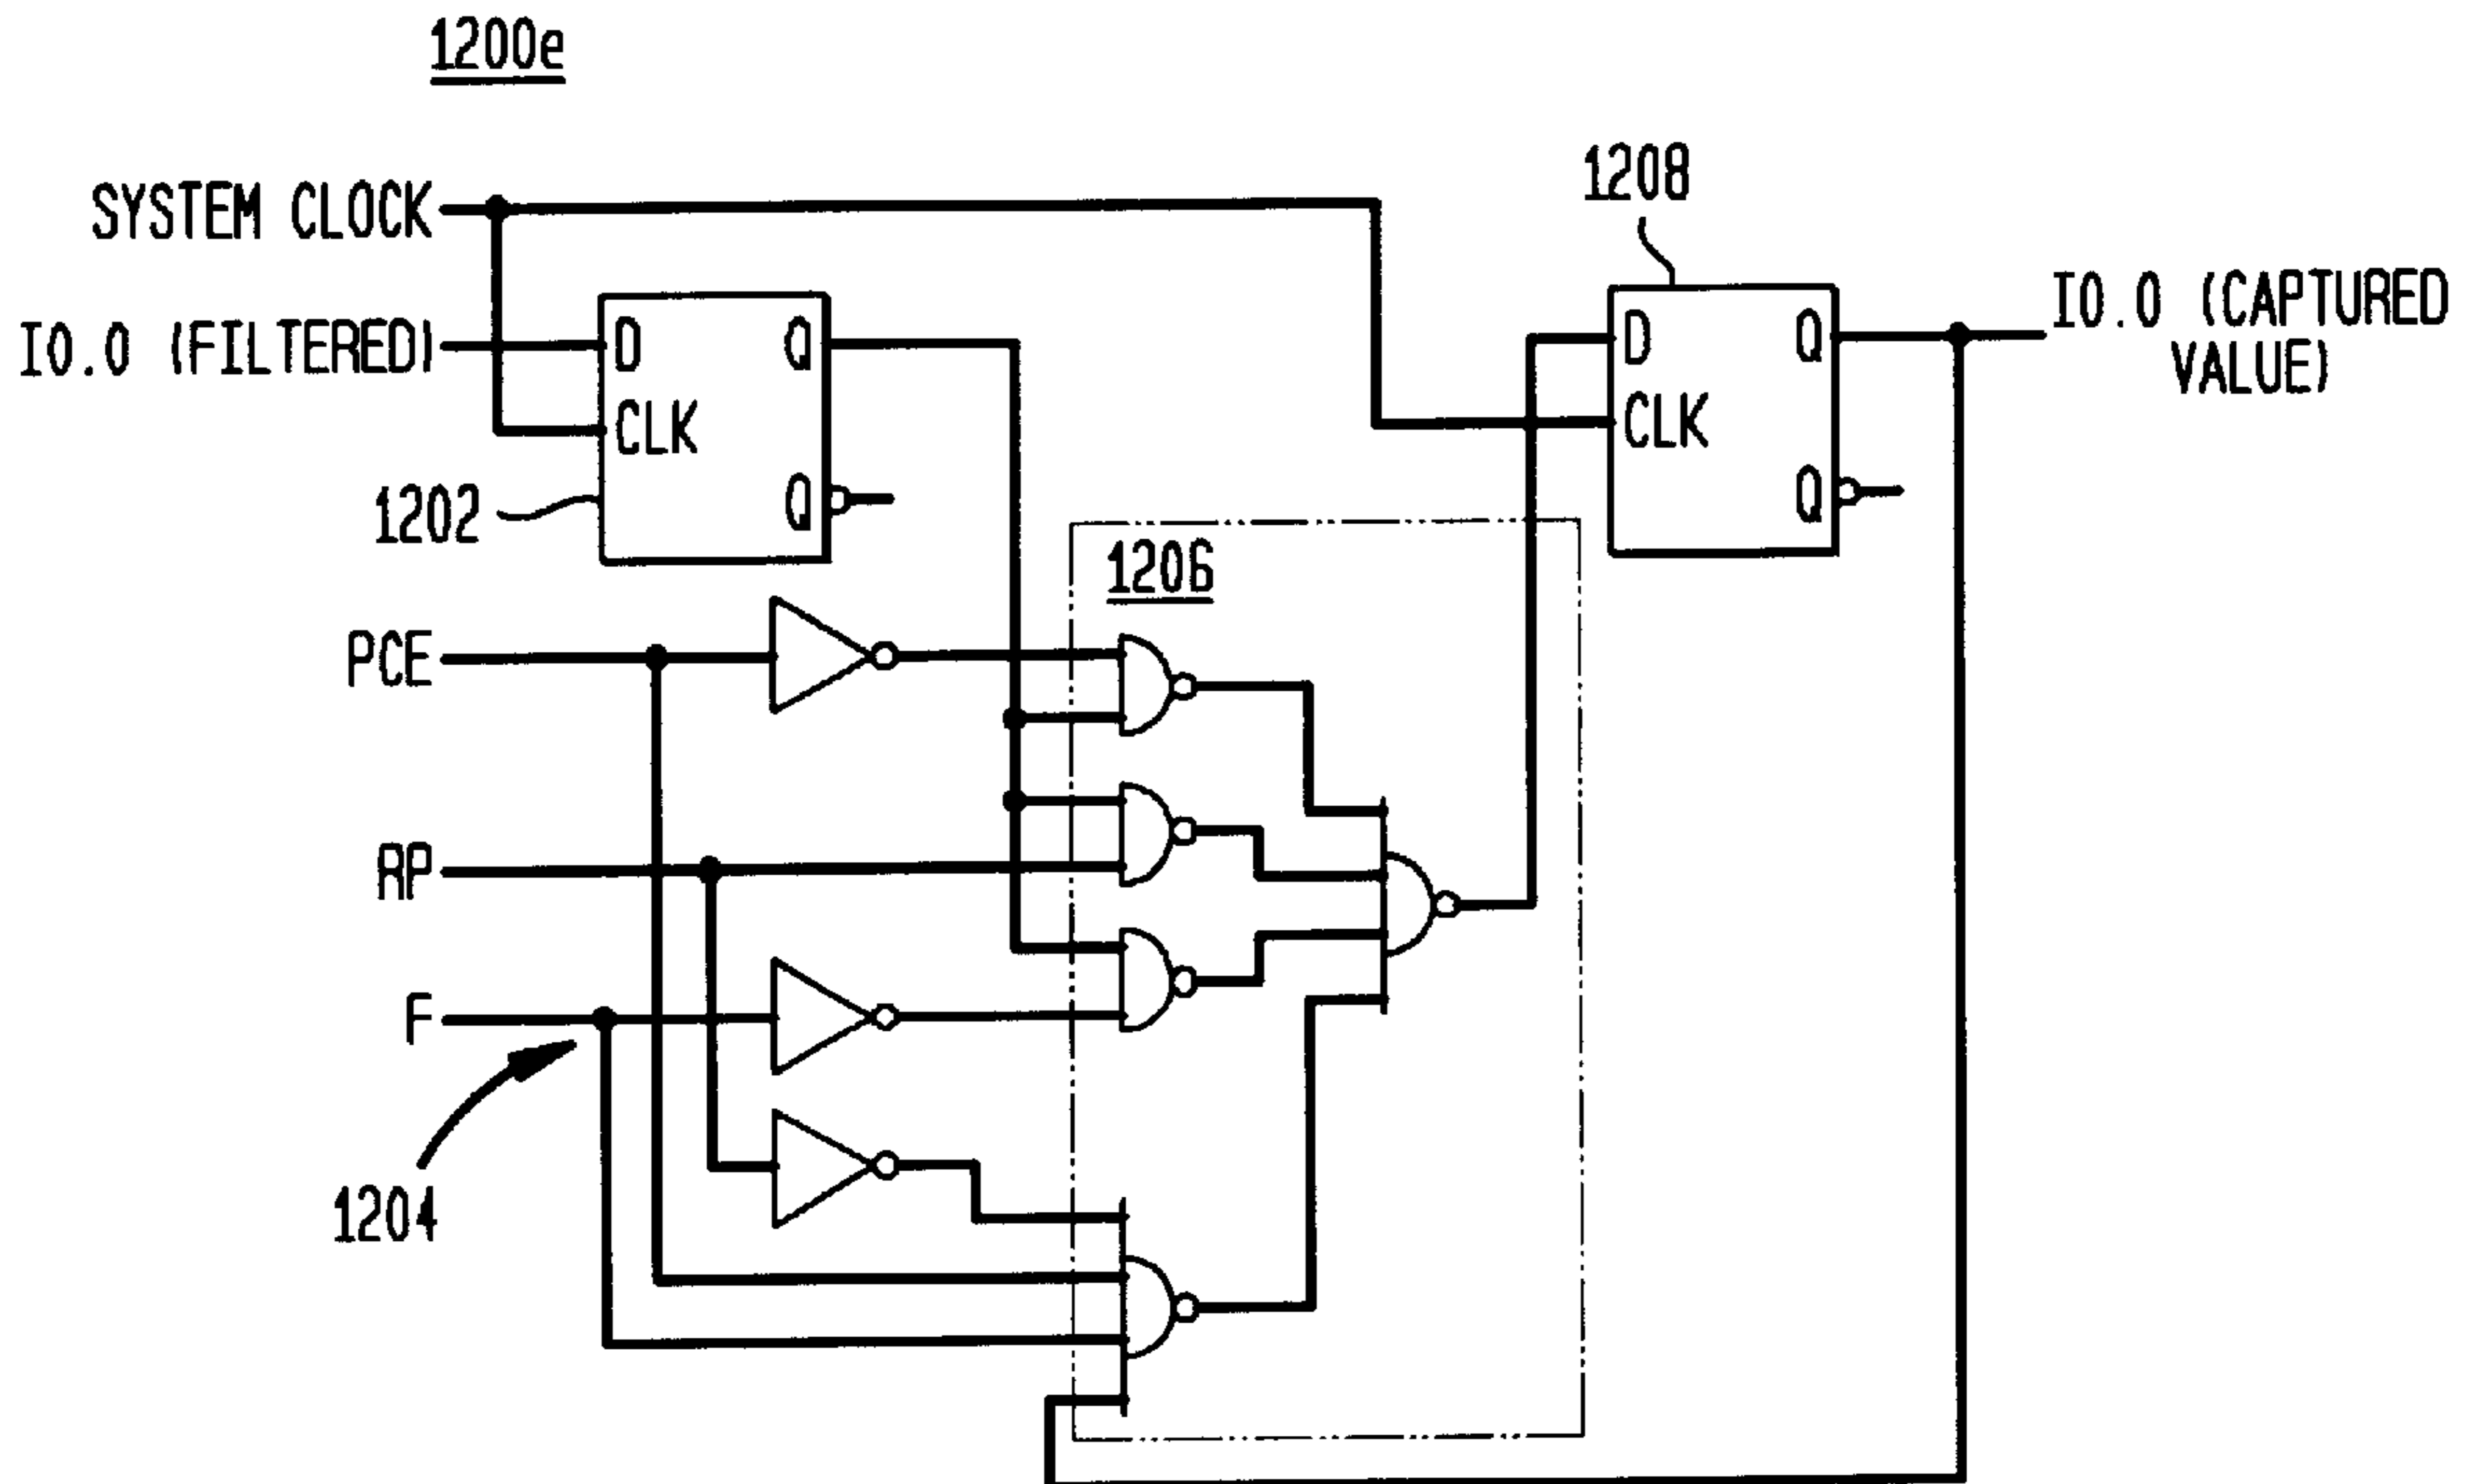 1200e
SYSTEM CLOCK
I0.0 (FILTERED)
D
Q
CLK
Q
1202
1208
D
Q
CLK
Q
I0.0 (CAPTURED
VALUE)
1206
PCE
RP
F
1204